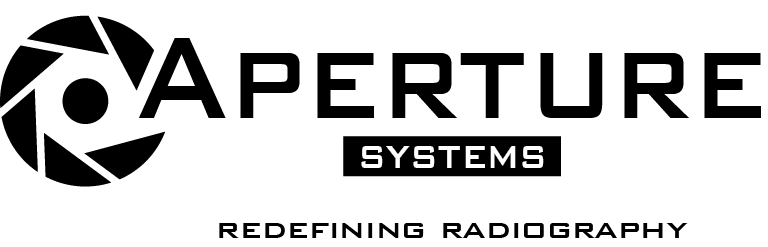 APERTURE
SYSTEMS
REDEFINING RADIOGRAPHY